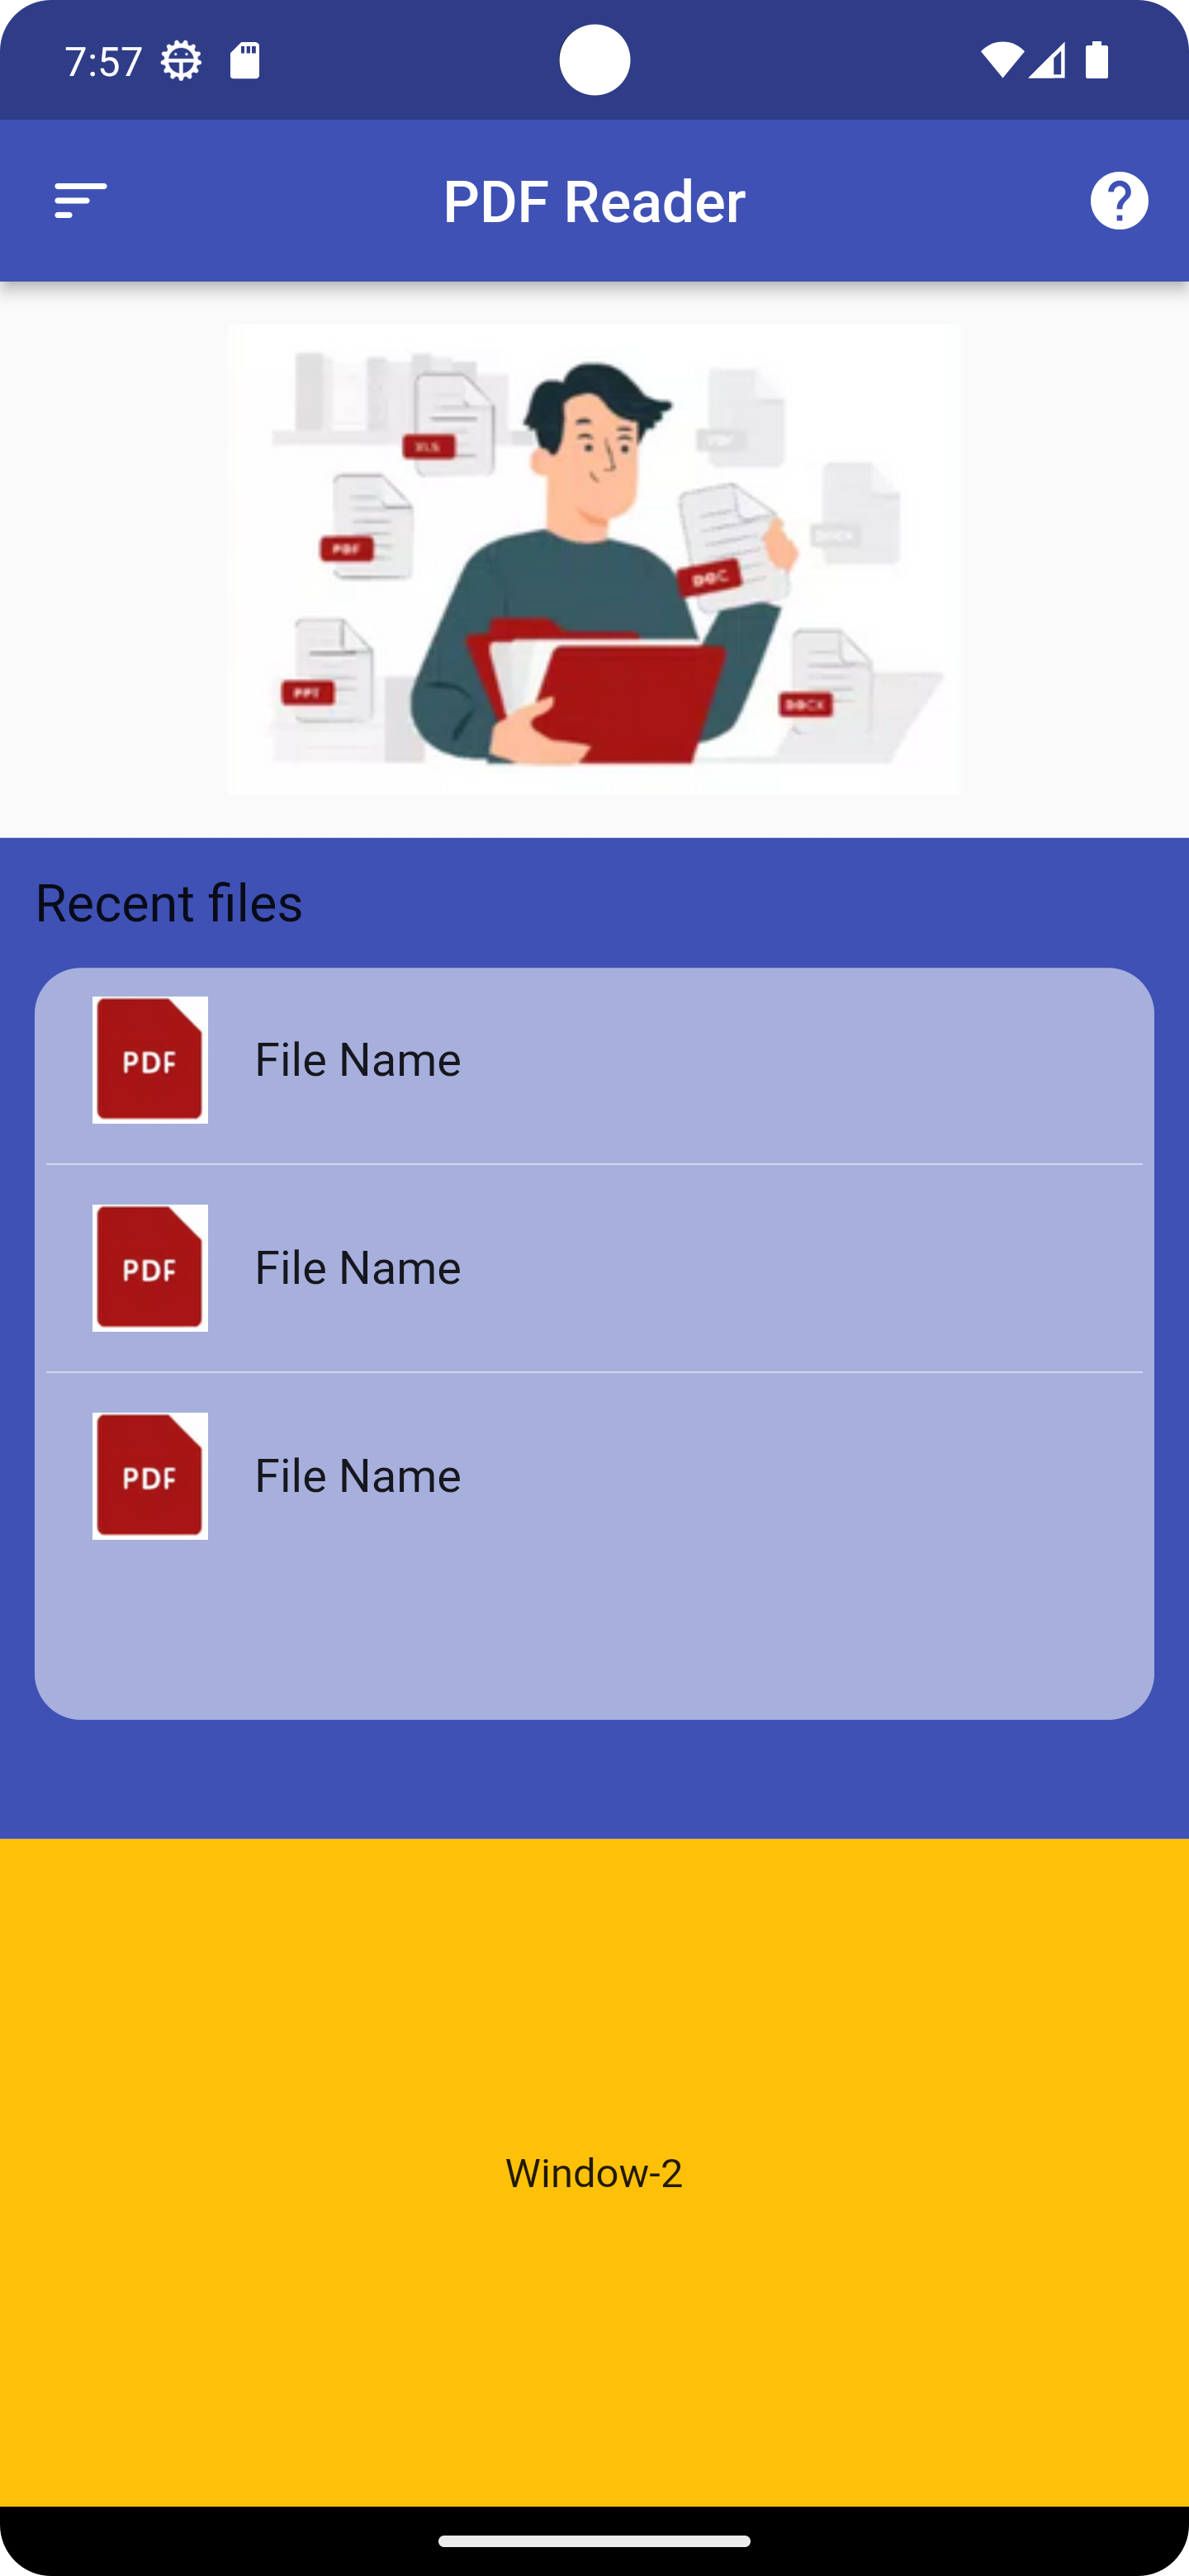 7:57
PDF Reader
?
XLS
PDF
PDF
DOCX
DOC
PPT
DOCX
Recent files
PDF File Name
PDF File Name
PDF File Name
Window-2